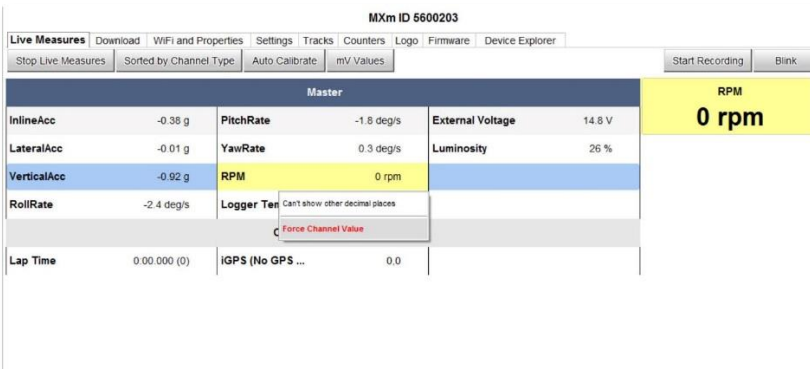 MXm ID 5600203
Live Measures Download WiFi and Properties Settings Tracks Counters Logo Firmware Device Explorer
Stop Live Measures Sorted by Channel Type Auto Calibrate mV Values Start Recording Blink
Master
RPM
0 rpm
InlineAcc -0.38 g PitchRate -1.8 deg/s External Voltage 14.8 V
LateralAcc -0.01 g YawRate 0.3 deg/s Luminosity 26 %
VerticalAcc -0.92 g RPM 0 rpm
RollRate -2.4 deg/s Logger Tem
Can't show other decimal places
Force Channel Value
Lap Time 0:00.000 (0) iGPS (No GPS ... 0,0